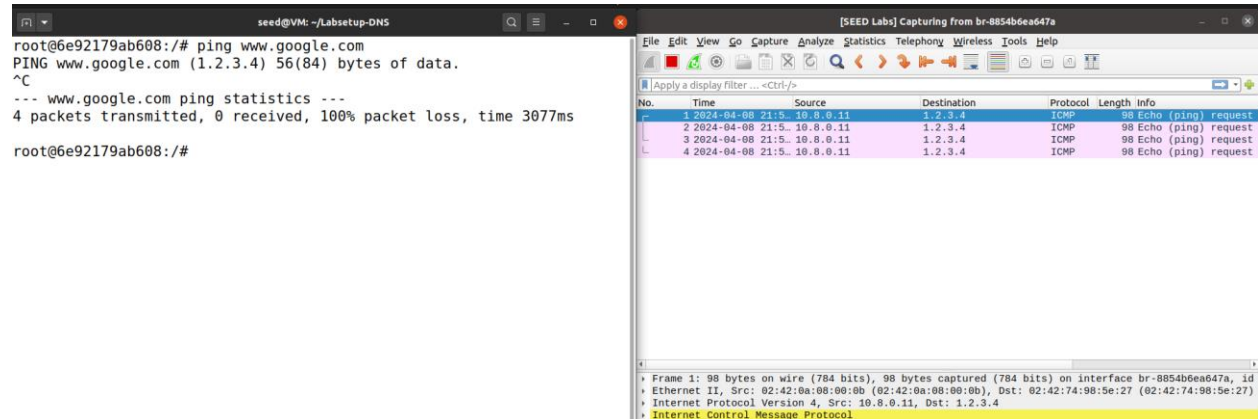 seed@VM: ~/Labsetup-DNS
root@6e92179ab608:/# ping www.google.com
PING www.google.com (1.2.3.4) 56(84) bytes of data.
^C
--- www.google.com ping statistics ---
4 packets transmitted, 0 received, 100% packet loss, time 3077ms
root@6e92179ab608:/#
[SEED Labs] Capturing from br-8854b6ea647a
File Edit View Go Capture Analyze Statistics Telephony Wireless Tools Help
Apply a display filter ... <Ctrl-/>
No. Time Source Destination Protocol Length Info
1 2024-04-08 21:5… 10.8.0.11 1.2.3.4 ICMP 98 Echo (ping) request
2 2024-04-08 21:5… 10.8.0.11 1.2.3.4 ICMP 98 Echo (ping) request
3 2024-04-08 21:5… 10.8.0.11 1.2.3.4 ICMP 98 Echo (ping) request
4 2024-04-08 21:5… 10.8.0.11 1.2.3.4 ICMP 98 Echo (ping) request
Frame 1: 98 bytes on wire (784 bits), 98 bytes captured (784 bits) on interface br-8854b6ea647a, id
Ethernet II, Src: 02:42:0a:08:00:0b (02:42:0a:08:00:0b), Dst: 02:42:74:98:5e:27 (02:42:74:98:5e:27)
Internet Protocol Version 4, Src: 10.8.0.11, Dst: 1.2.3.4
Internet Control Message Protocol